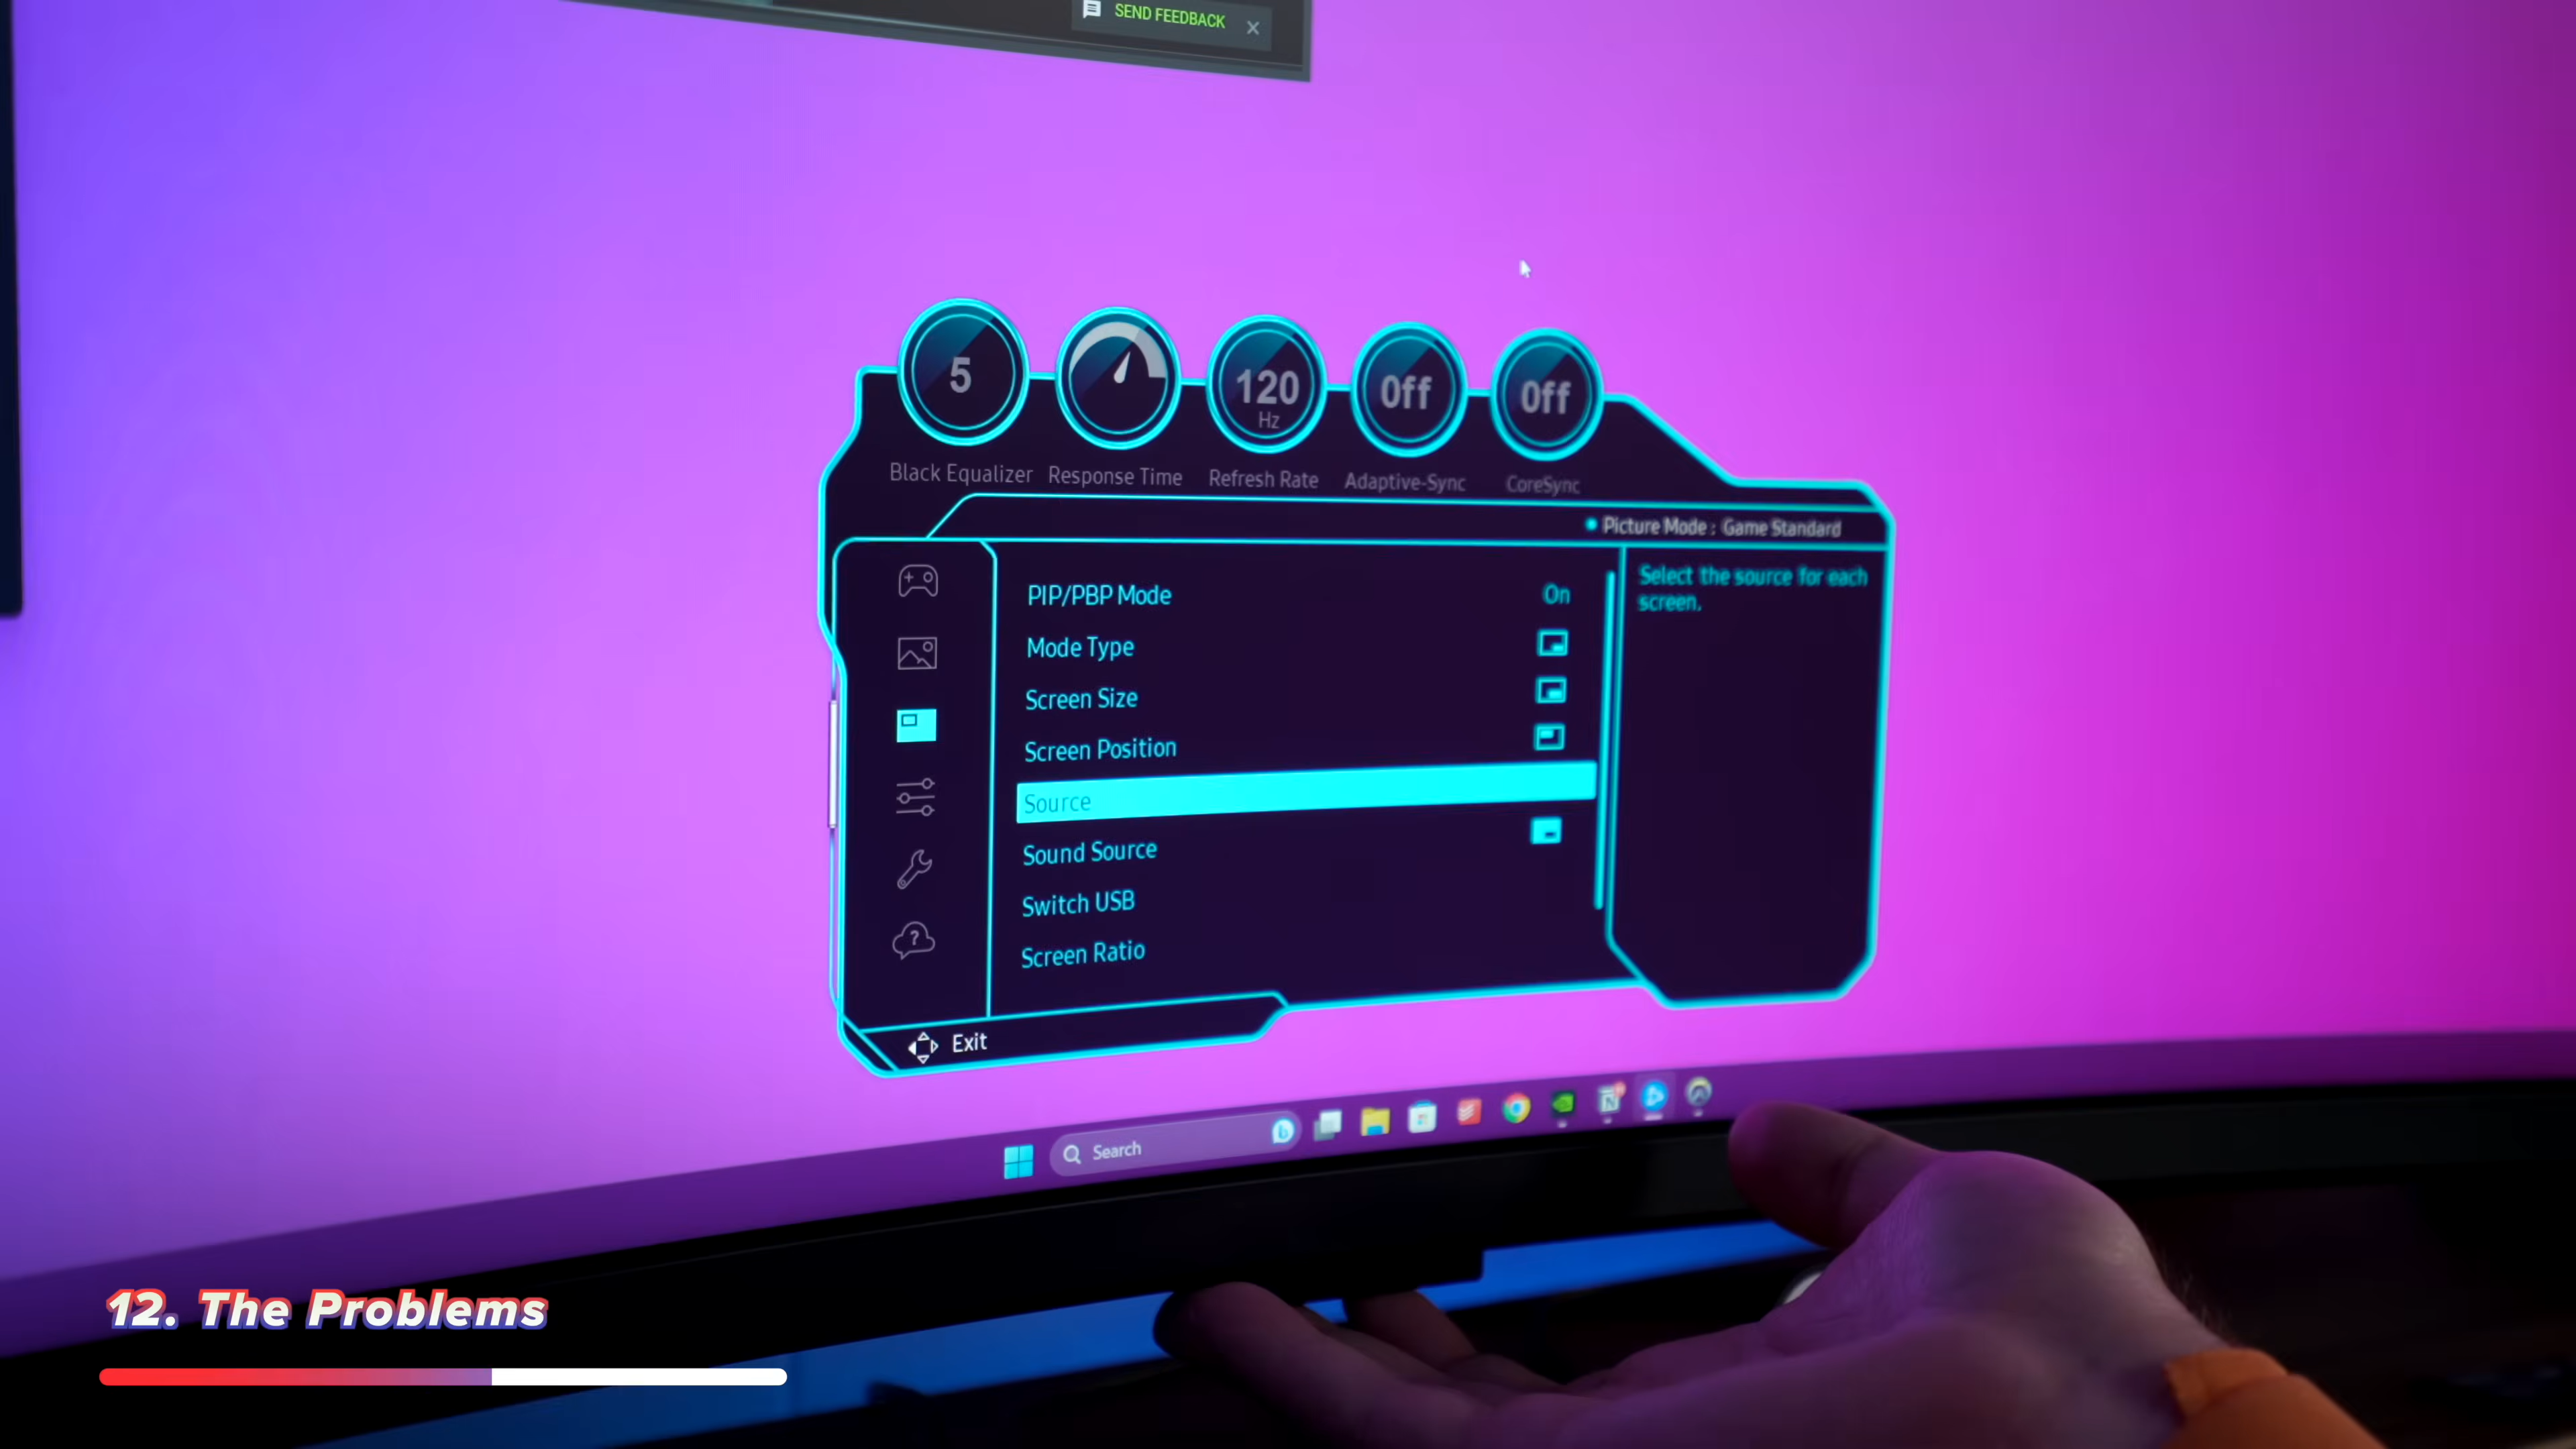 SEND FEEDBACK
5
120
Hz
Off
Off
Black Equalizer
Response Time
Refresh Rate
Adaptive-Sync
CoreSync
Picture Mode : Game Standard
PIP/PBP Mode
On
Select the source for each
screen.
Mode Type
Screen Size
Screen Position
Source
Sound Source
Switch USB
Screen Ratio
Exit
Search
12. The Problems